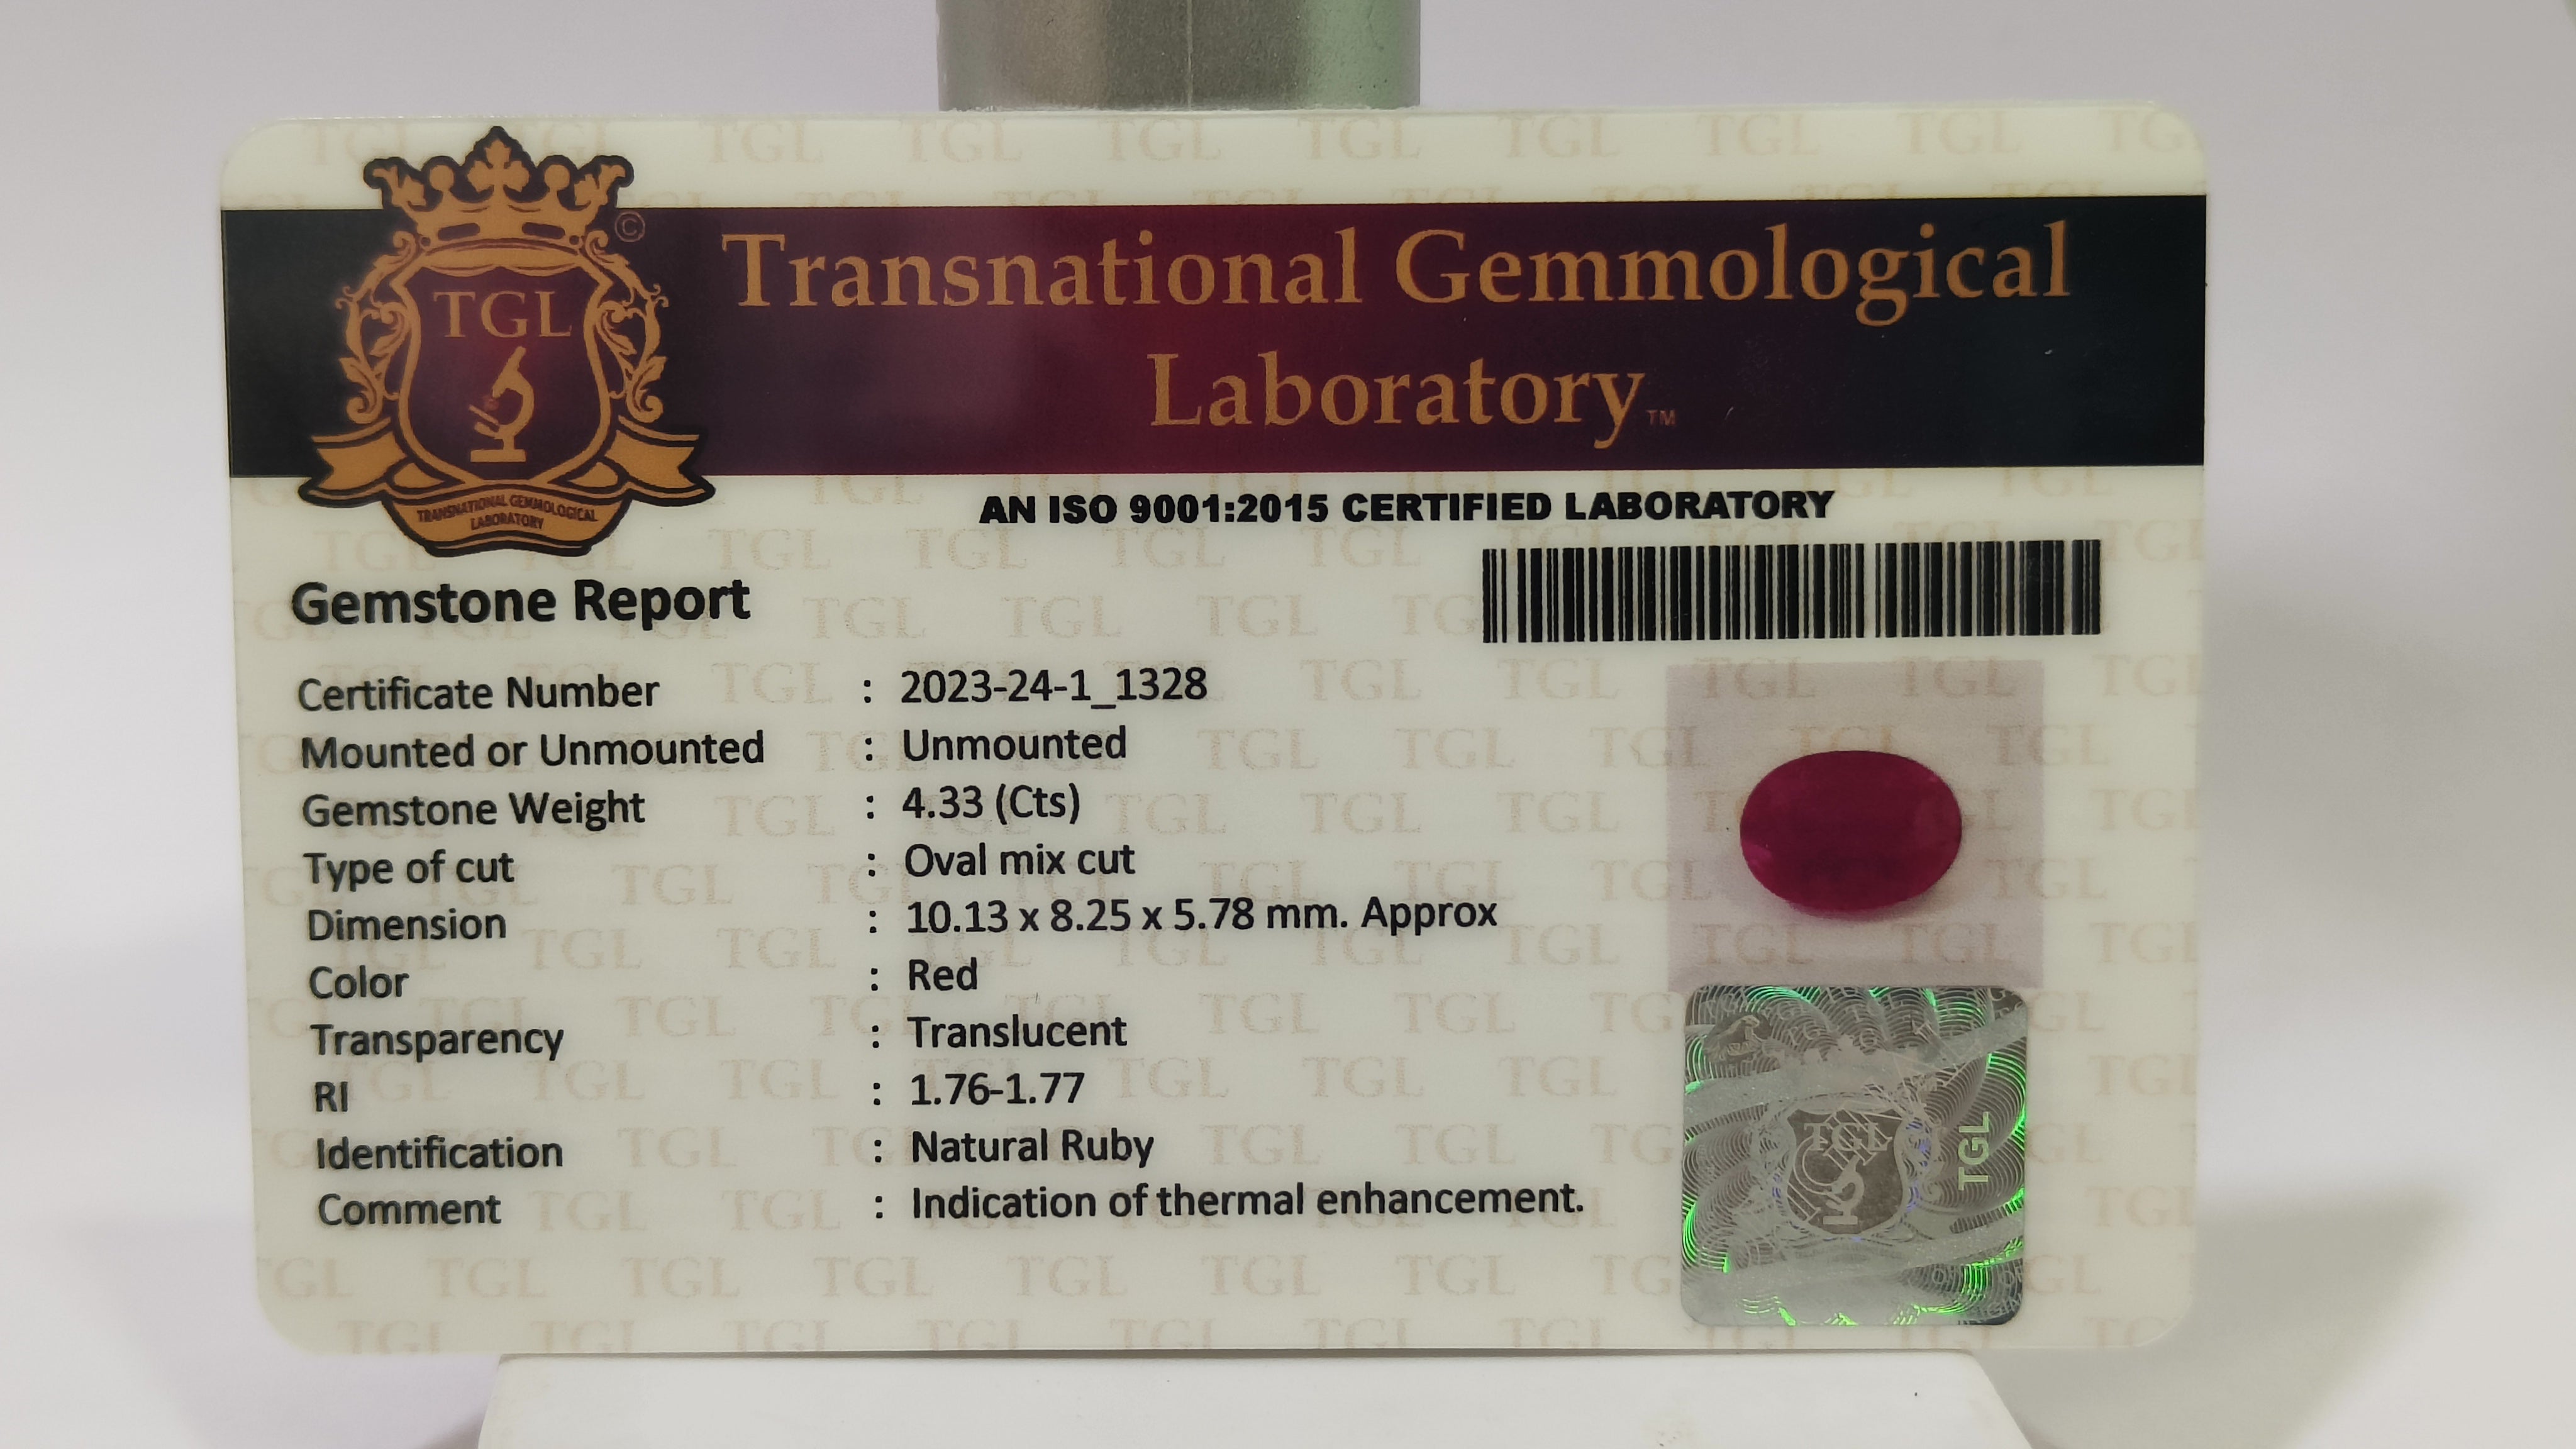 TGL
©
TRANSNATIONAL GEMMOLOGICAL
LABORATORY
Transnational Gemmological
Laboratory™
AN ISO 9001:2015 CERTIFIED LABORATORY
Gemstone Report
Certificate Number : 2023-24-1_1328
Mounted or Unmounted : Unmounted
Gemstone Weight : 4.33 (Cts)
Type of cut : Oval mix cut
Dimension : 10.13 x 8.25 x 5.78 mm. Approx
Color : Red
Transparency : Translucent
RI : 1.76-1.77
Identification : Natural Ruby
Comment : Indication of thermal enhancement.
TGL
TGL